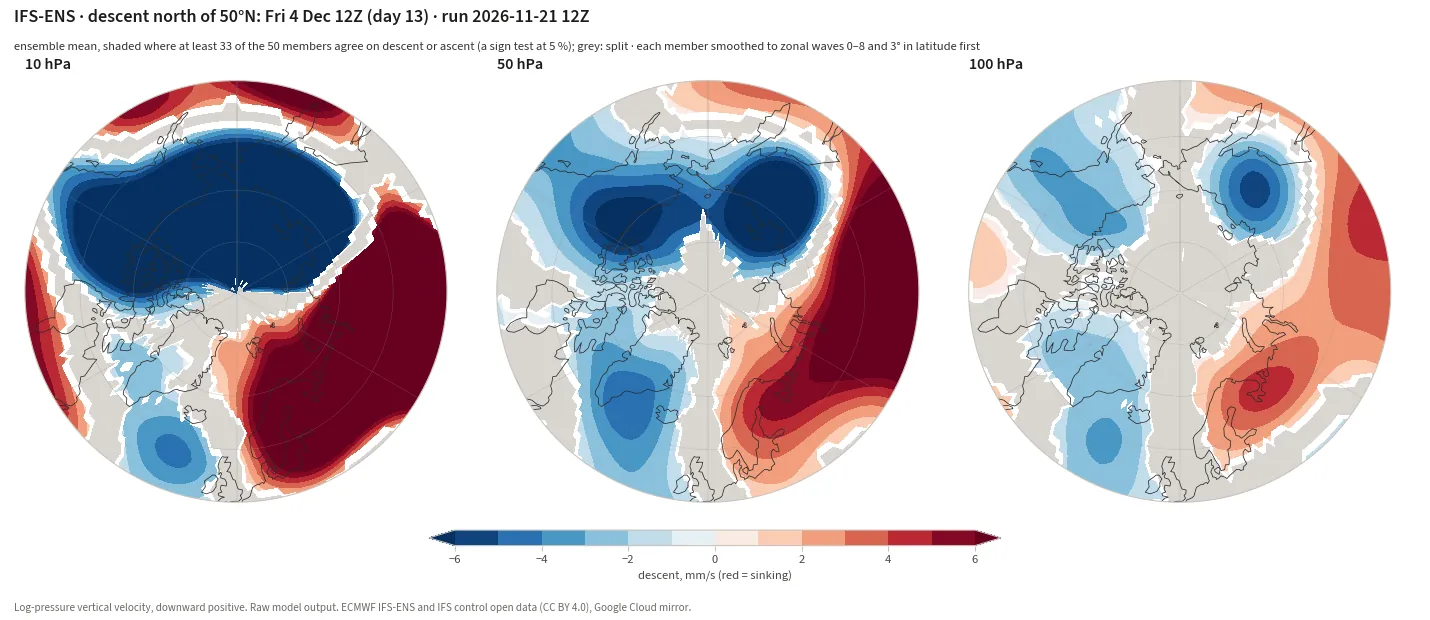 IFS-ENS · descent north of 50°N: Fri 4 Dec 12Z (day 13) · run 2026-11-21 12Z
ensemble mean, shaded where at least 33 of the 50 members agree on descent or ascent (a sign test at 5 %); grey: split · each member smoothed to zonal waves 0–8 and 3° in latitude first
10 hPa 50 hPa 100 hPa
−6 −4 −2 0 2 4 6
descent, mm/s (red = sinking)
Log-pressure vertical velocity, downward positive. Raw model output. ECMWF IFS-ENS and IFS control open data (CC BY 4.0), Google Cloud mirror.